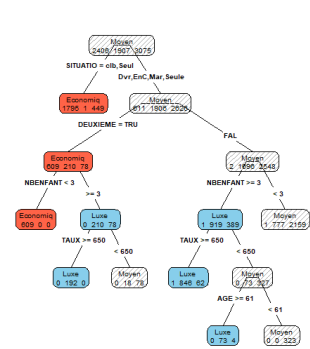 Moyen
2408 1907 3075
SITUATIO = clb,Seul
Dvr,EnC,Mar,Seule
Economiq
1795 1 449
Moyen
611 1906 2626
DEUXIEME = TRU
FAL
Economiq
609 210 78
Moyen
2 1696 2548
NBENFANT < 3
>= 3
NBENFANT >= 3
< 3
Economiq
609 0 0
Luxe
0 210 78
Luxe
1 919 389
Moyen
1 777 2159
TAUX >= 650
< 650
TAUX >= 650
< 650
Luxe
0 192 0
Moyen
0 18 78
Luxe
1 846 62
Moyen
0 73 327
AGE >= 61
< 61
Luxe
0 73 4
Moyen
0 0 323